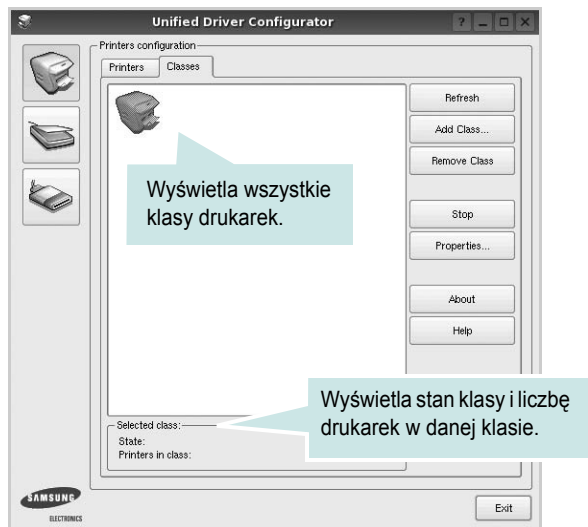 Unified Driver Configurator
Printers configuration
Printers Classes
Refresh
Add Class...
Remove Class
Wyświetla wszystkie
klasy drukarek.
Stop
Properties...
About
Help
Wyświetla stan klasy i liczbę
drukarek w danej klasie.
Selected class:
State:
Printers in class:
SAMSUNG
ELECTRONICS
Exit